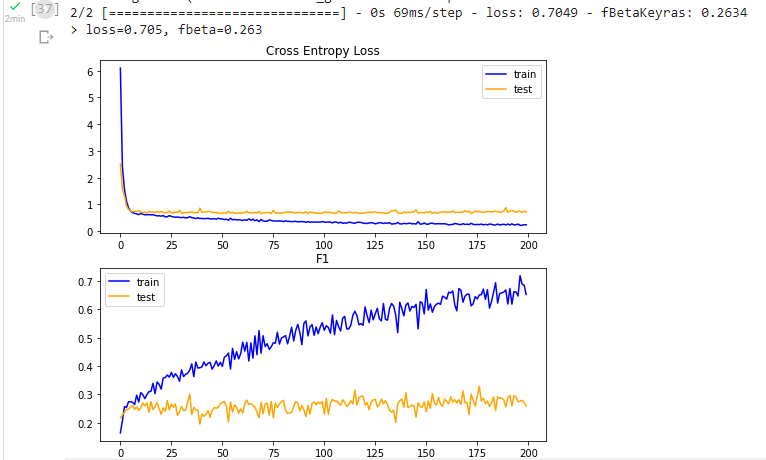 [37]
2min
2/2 [==============================] - 0s 69ms/step - loss: 0.7049 - fBetaKeyras: 0.2634
> loss=0.705, fbeta=0.263
Cross Entropy Loss
train
test
6
5
4
3
2
1
0
0 25 50 75 100 125 150 175 200
F1
train
test
0.7
0.6
0.5
0.4
0.3
0.2
0 25 50 75 100 125 150 175 200